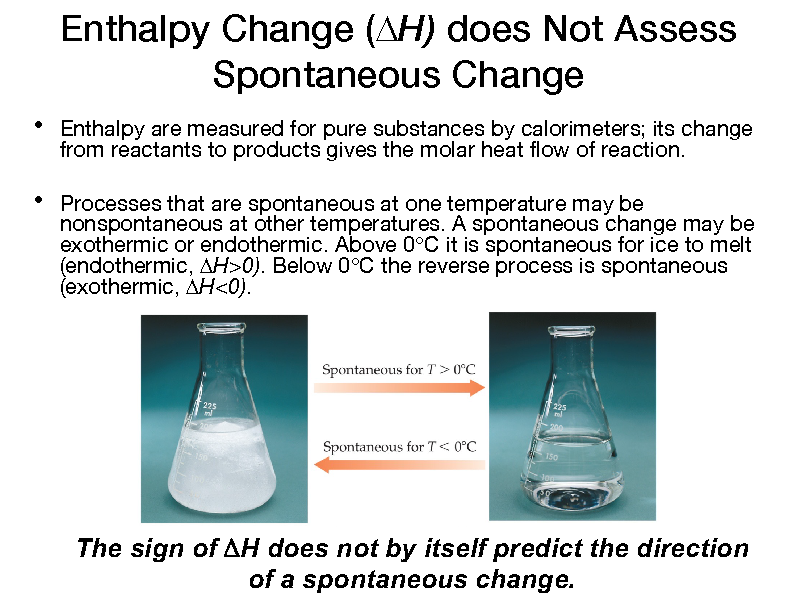 Enthalpy Change (∆H) does Not Assess
Spontaneous Change
• Enthalpy are measured for pure substances by calorimeters; its change
from reactants to products gives the molar heat flow of reaction.
• Processes that are spontaneous at one temperature may be
nonspontaneous at other temperatures. A spontaneous change may be
exothermic or endothermic. Above 0°C it is spontaneous for ice to melt
(endothermic, ∆H>0). Below 0°C the reverse process is spontaneous
(exothermic, ∆H<0).
Spontaneous for T > 0°C
Spontaneous for T < 0°C
225
ml
200
150
225
ml
200
150
The sign of ∆H does not by itself predict the direction
of a spontaneous change.